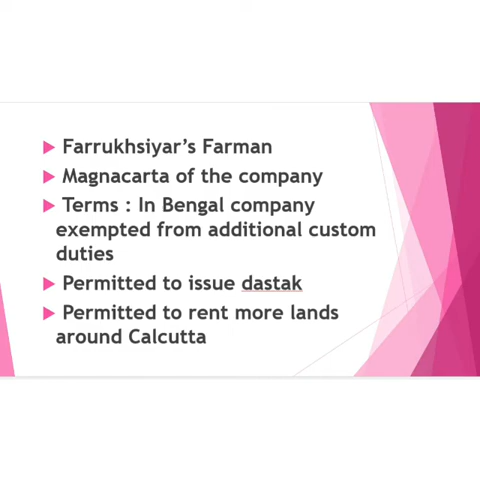 Farrukhsiyar's Farman
Magnacarta of the company
Terms : In Bengal company
exempted from additional custom
duties
Permitted to issue dastak
Permitted to rent more lands
around Calcutta